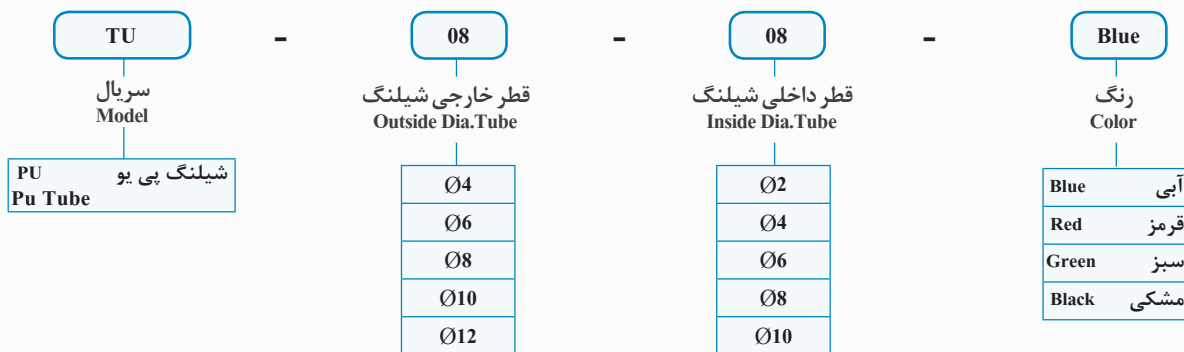 TU - 08 - 08 - Blue
سریال
Model
شیلنگ پی یو PU
Pu Tube
قطر خارجی شیلنگ
Outside Dia.Tube
Ø4
Ø6
Ø8
Ø10
Ø12
قطر داخلی شیلنگ
Inside Dia.Tube
Ø2
Ø4
Ø6
Ø8
Ø10
رنگ
Color
آبی Blue
قرمز Red
سبز Green
مشکی Black